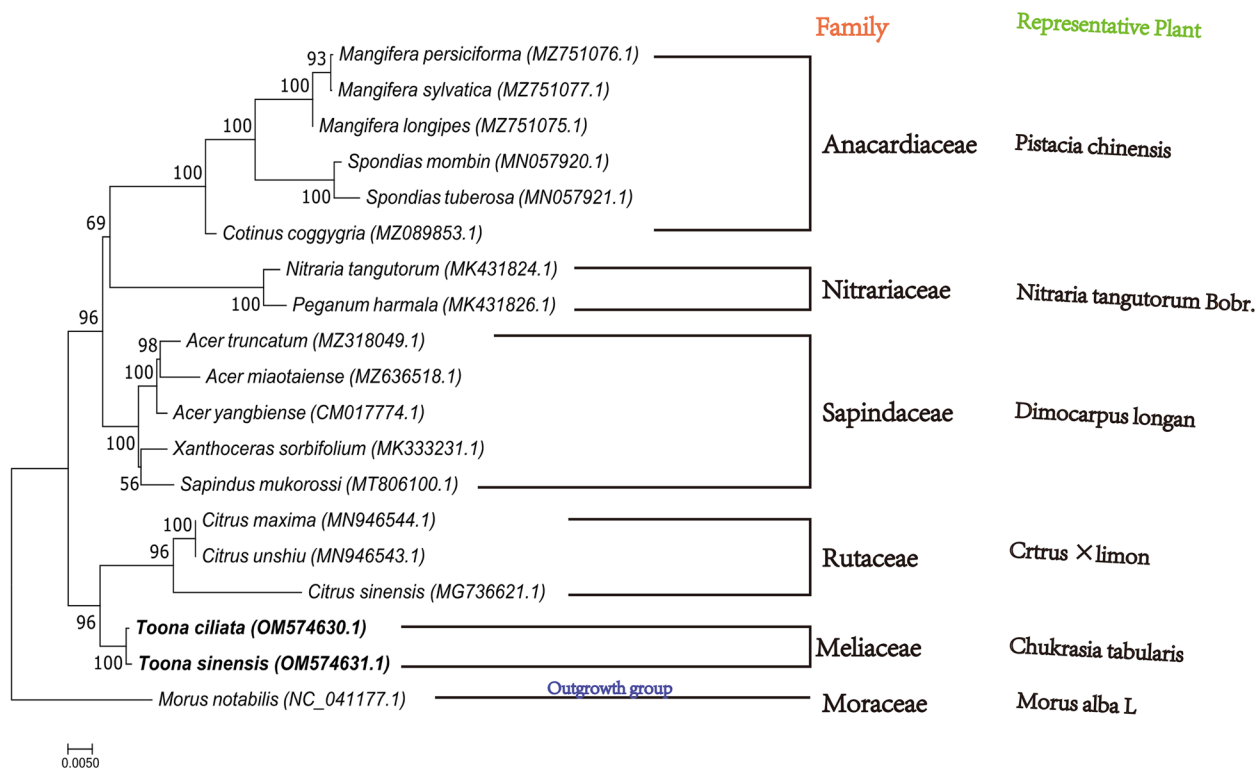 Family
Representative Plant
93
Mangifera persiciforma (MZ751076.1)
100
Mangifera sylvatica (MZ751077.1)
100
Mangifera longipes (MZ751075.1)
Anacardiaceae
Pistacia chinensis
Spondias mombin (MN057920.1)
100
100
Spondias tuberosa (MN057921.1)
69
Cotinus coggygria (MZ089853.1)
Nitraria tangutorum (MK431824.1)
Nitrariaceae
Nitraria tangutorum Bobr.
100
Peganum harmala (MK431826.1)
96
98
Acer truncatum (MZ318049.1)
100
Acer miaotaiense (MZ636518.1)
Acer yangbiense (CM017774.1)
Sapindaceae
Dimocarpus longan
100
Xanthoceras sorbifolium (MK333231.1)
56
Sapindus mukorossi (MT806100.1)
100
Citrus maxima (MN946544.1)
96
Citrus unshiu (MN946543.1)
Rutaceae
Crtrus ×limon
Citrus sinensis (MG736621.1)
96
Toona ciliata (OM574630.1)
Meliaceae
Chukrasia tabularis
100
Toona sinensis (OM574631.1)
Outgrowth group
Morus notabilis (NC_041177.1)
Moraceae
Morus alba L
0.0050